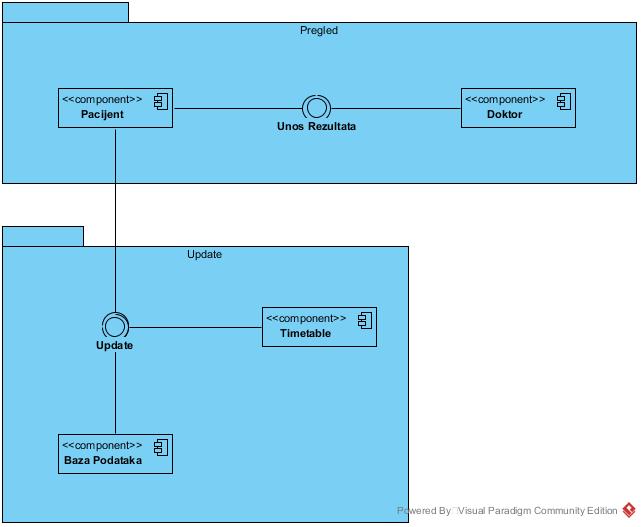 Pregled
<<component>>
Pacijent
Unos Rezultata
<<component>>
Doktor
Update
<<component>>
Timetable
Update
<<component>>
Baza Podataka
Powered By Visual Paradigm Community Edition